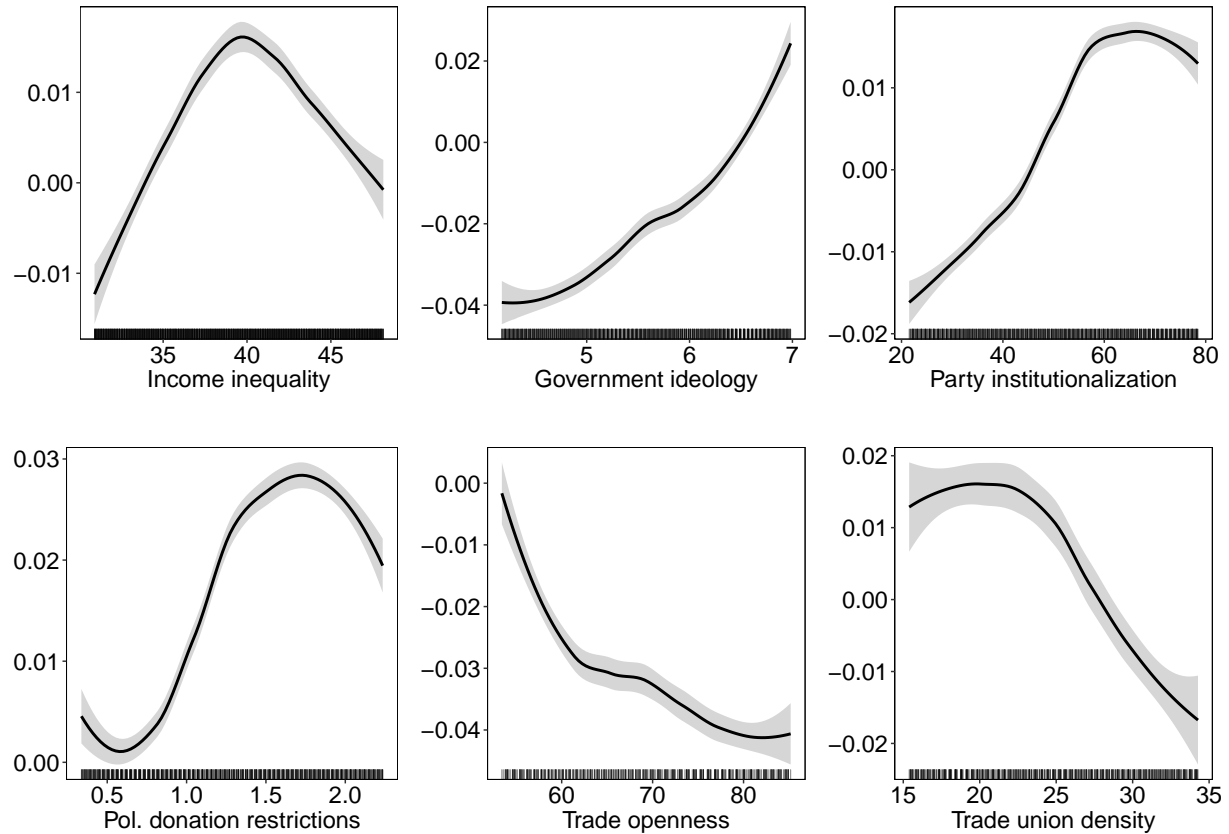 0.01
0.00
−0.01
35 40 45
Income inequality
0.02
0.00
−0.02
−0.04
5 6 7
Government ideology
0.01
0.00
−0.01
−0.02
20 40 60 80
Party institutionalization
0.03
0.02
0.01
0.00
0.5 1.0 1.5 2.0
Pol. donation restrictions
0.00
−0.01
−0.02
−0.03
−0.04
60 70 80
Trade openness
0.02
0.01
0.00
−0.01
−0.02
15 20 25 30 35
Trade union density